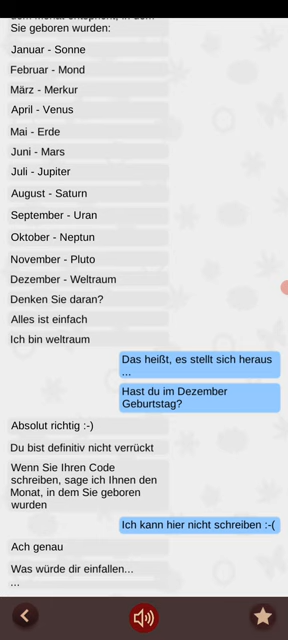 Sie geboren wurden:
Januar - Sonne
Februar - Mond
März - Merkur
April - Venus
Mai - Erde
Juni - Mars
Juli - Jupiter
August - Saturn
September - Uran
Oktober - Neptun
November - Pluto
Dezember - Weltraum
Denken Sie daran?
Alles ist einfach
Ich bin weltraum
Das heißt, es stellt sich heraus
...
Hast du im Dezember
Geburtstag?
Absolut richtig :-)
Du bist definitiv nicht verrückt
Wenn Sie Ihren Code
schreiben, sage ich Ihnen den
Monat, in dem Sie geboren
wurden
Ich kann hier nicht schreiben :-(
Ach genau
Was würde dir einfallen...
...